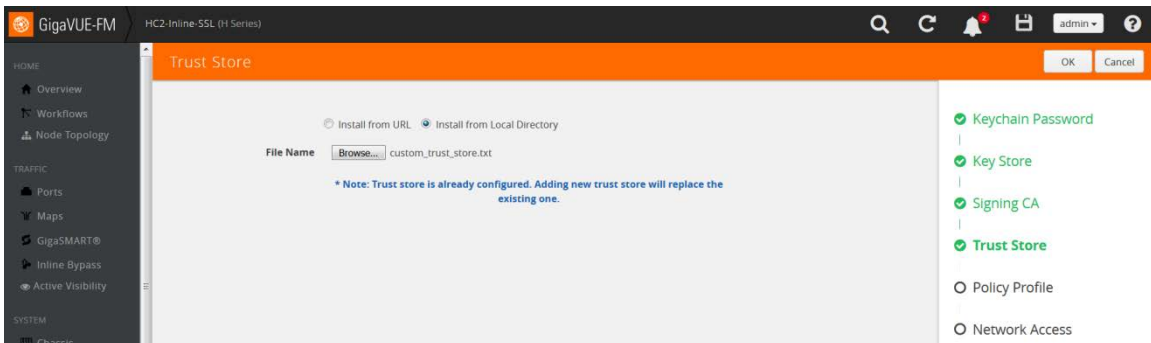 GigaVUE-FM
HC2-Inline-SSL (H Series)
2
admin
?
HOME
Overview
Workflows
Node Topology
TRAFFIC
Ports
Maps
GigaSMART®
Inline Bypass
Active Visibility
SYSTEM
Chassis
Trust Store
OK
Cancel
Install from URL
Install from Local Directory
File Name
Browse...
custom_trust_store.txt
* Note: Trust store is already configured. Adding new trust store will replace the
existing one.
Keychain Password
Key Store
Signing CA
Trust Store
Policy Profile
Network Access